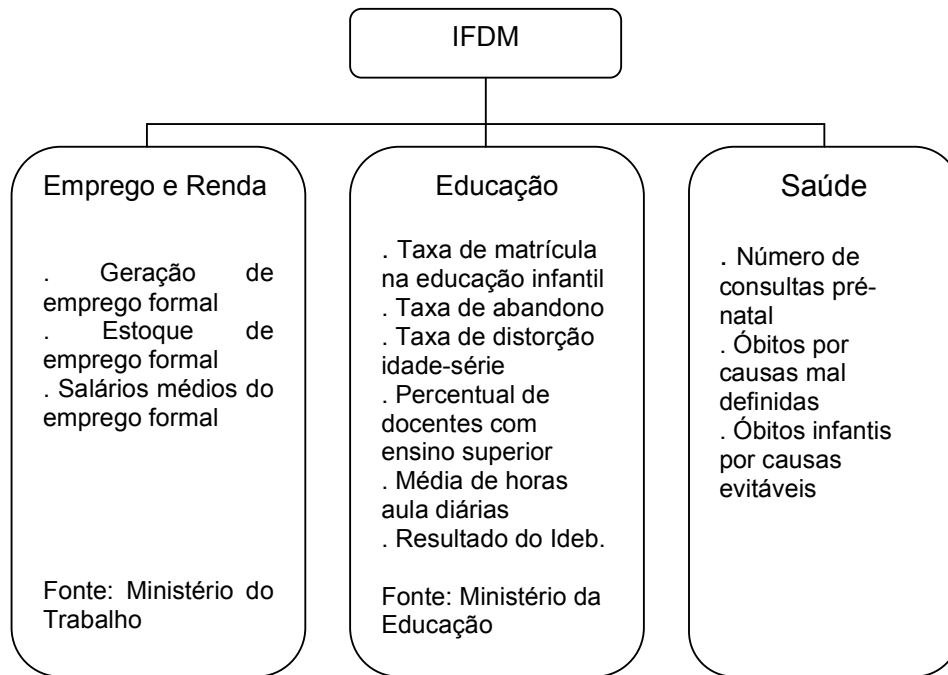 IFDM
Emprego e Renda
. Geração de
emprego formal
. Estoque de
emprego formal
. Salários médios do
emprego formal
Fonte: Ministério do
Trabalho
Educação
. Taxa de matrícula
na educação infantil
. Taxa de abandono
. Taxa de distorção
idade-série
. Percentual de
docentes com
ensino superior
. Média de horas
aula diárias
. Resultado do Ideb.
Fonte: Ministério da
Educação
Saúde
. Número de
consultas pré-
natal
. Óbitos por
causas mal
definidas
. Óbitos infantis
por causas
evitáveis